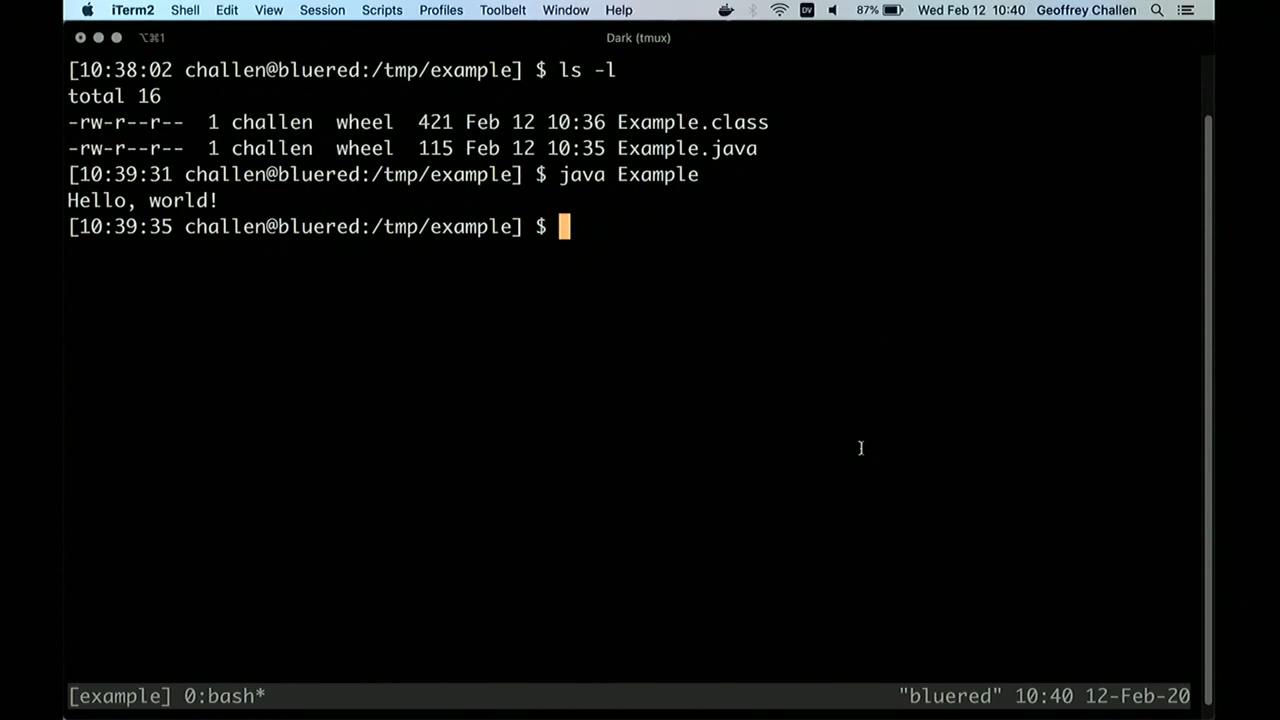 iTerm2 Shell Edit View Session Scripts Profiles Toolbelt Window Help DV 87% Wed Feb 12 10:40 Geoffrey Challen
⌥⌘1 Dark (tmux)
[10:38:02 challen@bluered:/tmp/example] $ ls -l
total 16
-rw-r--r-- 1 challen wheel 421 Feb 12 10:36 Example.class
-rw-r--r-- 1 challen wheel 115 Feb 12 10:35 Example.java
[10:39:31 challen@bluered:/tmp/example] $ java Example
Hello, world!
[10:39:35 challen@bluered:/tmp/example] $
[example] 0:bash* "bluered" 10:40 12-Feb-20